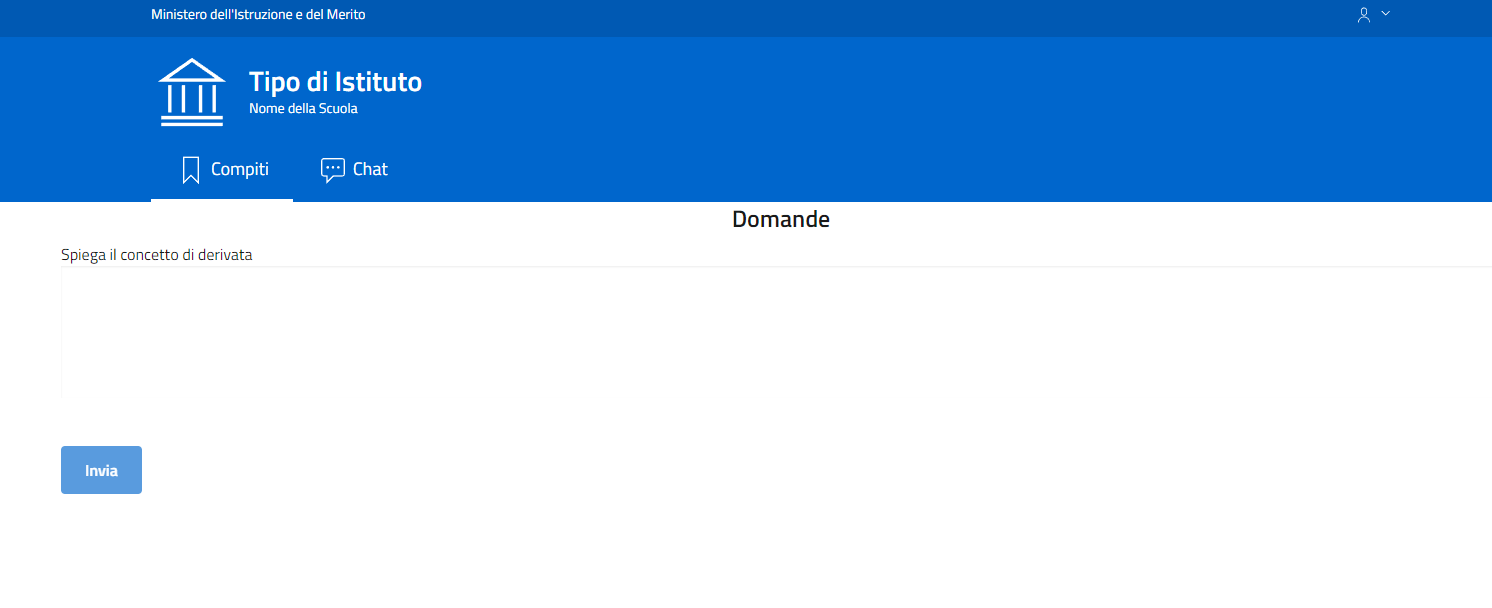 Ministero dell'Istruzione e del Merito
Tipo di Istituto
Nome della Scuola
Compiti
Chat
Domande
Spiega il concetto di derivata
Invia